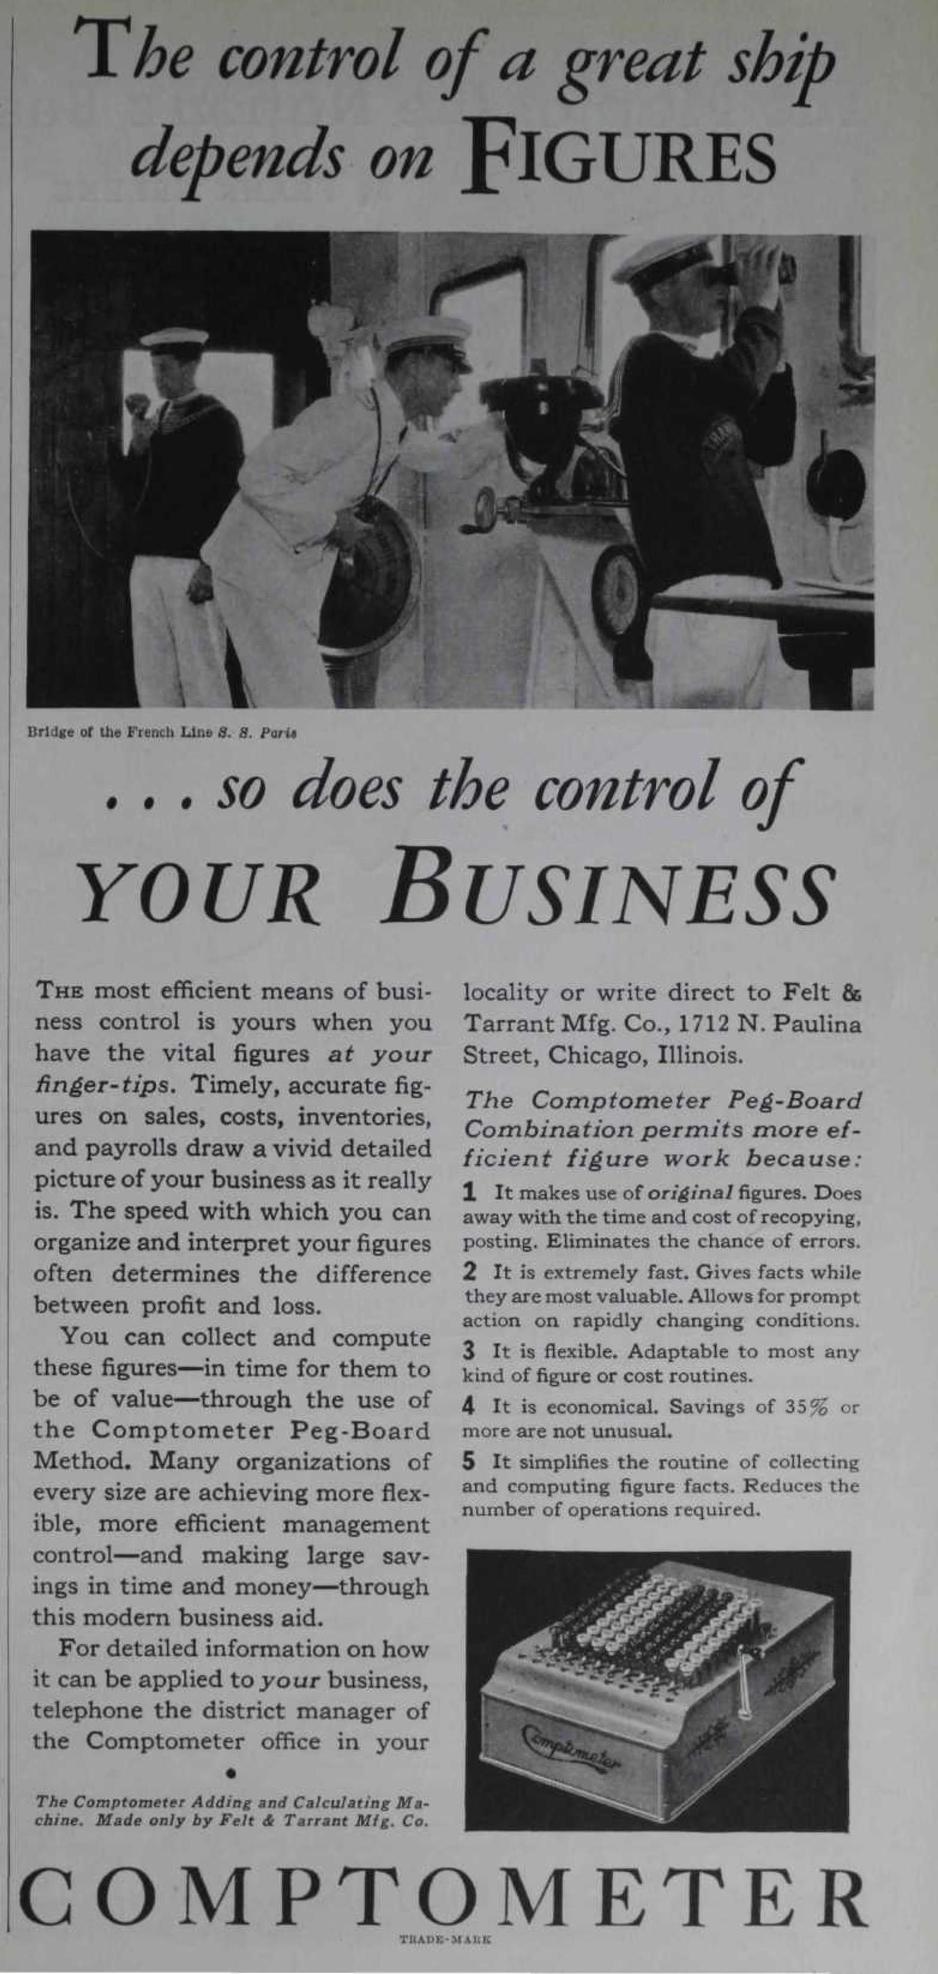 The control of a great ship
depends on FIGURES
Bridge of the French Line S. S. Paris
... so does the control of
YOUR BUSINESS
THE most efficient means of busi-
ness control is yours when you
have the vital figures at your
finger-tips. Timely, accurate fig-
ures on sales, costs, inventories,
and payrolls draw a vivid detailed
picture of your business as it really
is. The speed with which you can
organize and interpret your figures
often determines the difference
between profit and loss.
You can collect and compute
these figures—in time for them to
be of value—through the use of
the Comptometer Peg-Board
Method. Many organizations of
every size are achieving more flex-
ible, more efficient management
control—and making large sav-
ings in time and money—through
this modern business aid.
For detailed information on how
it can be applied to your business,
telephone the district manager of
the Comptometer office in your
•
The Comptometer Adding and Calculating Ma-
chine. Made only by Felt & Tarrant Mfg. Co.
locality or write direct to Felt &
Tarrant Mfg. Co., 1712 N. Paulina
Street, Chicago, Illinois.
The Comptometer Peg-Board
Combination permits more ef-
ficient figure work because:
1 It makes use of original figures. Does
away with the time and cost of recopying,
posting. Eliminates the chance of errors.
2 It is extremely fast. Gives facts while
they are most valuable. Allows for prompt
action on rapidly changing conditions.
3 It is flexible. Adaptable to most any
kind of figure or cost routines.
4 It is economical. Savings of 35% or
more are not unusual.
5 It simplifies the routine of collecting
and computing figure facts. Reduces the
number of operations required.
Comptometer
COMPTOMETER
TRADE-MARK